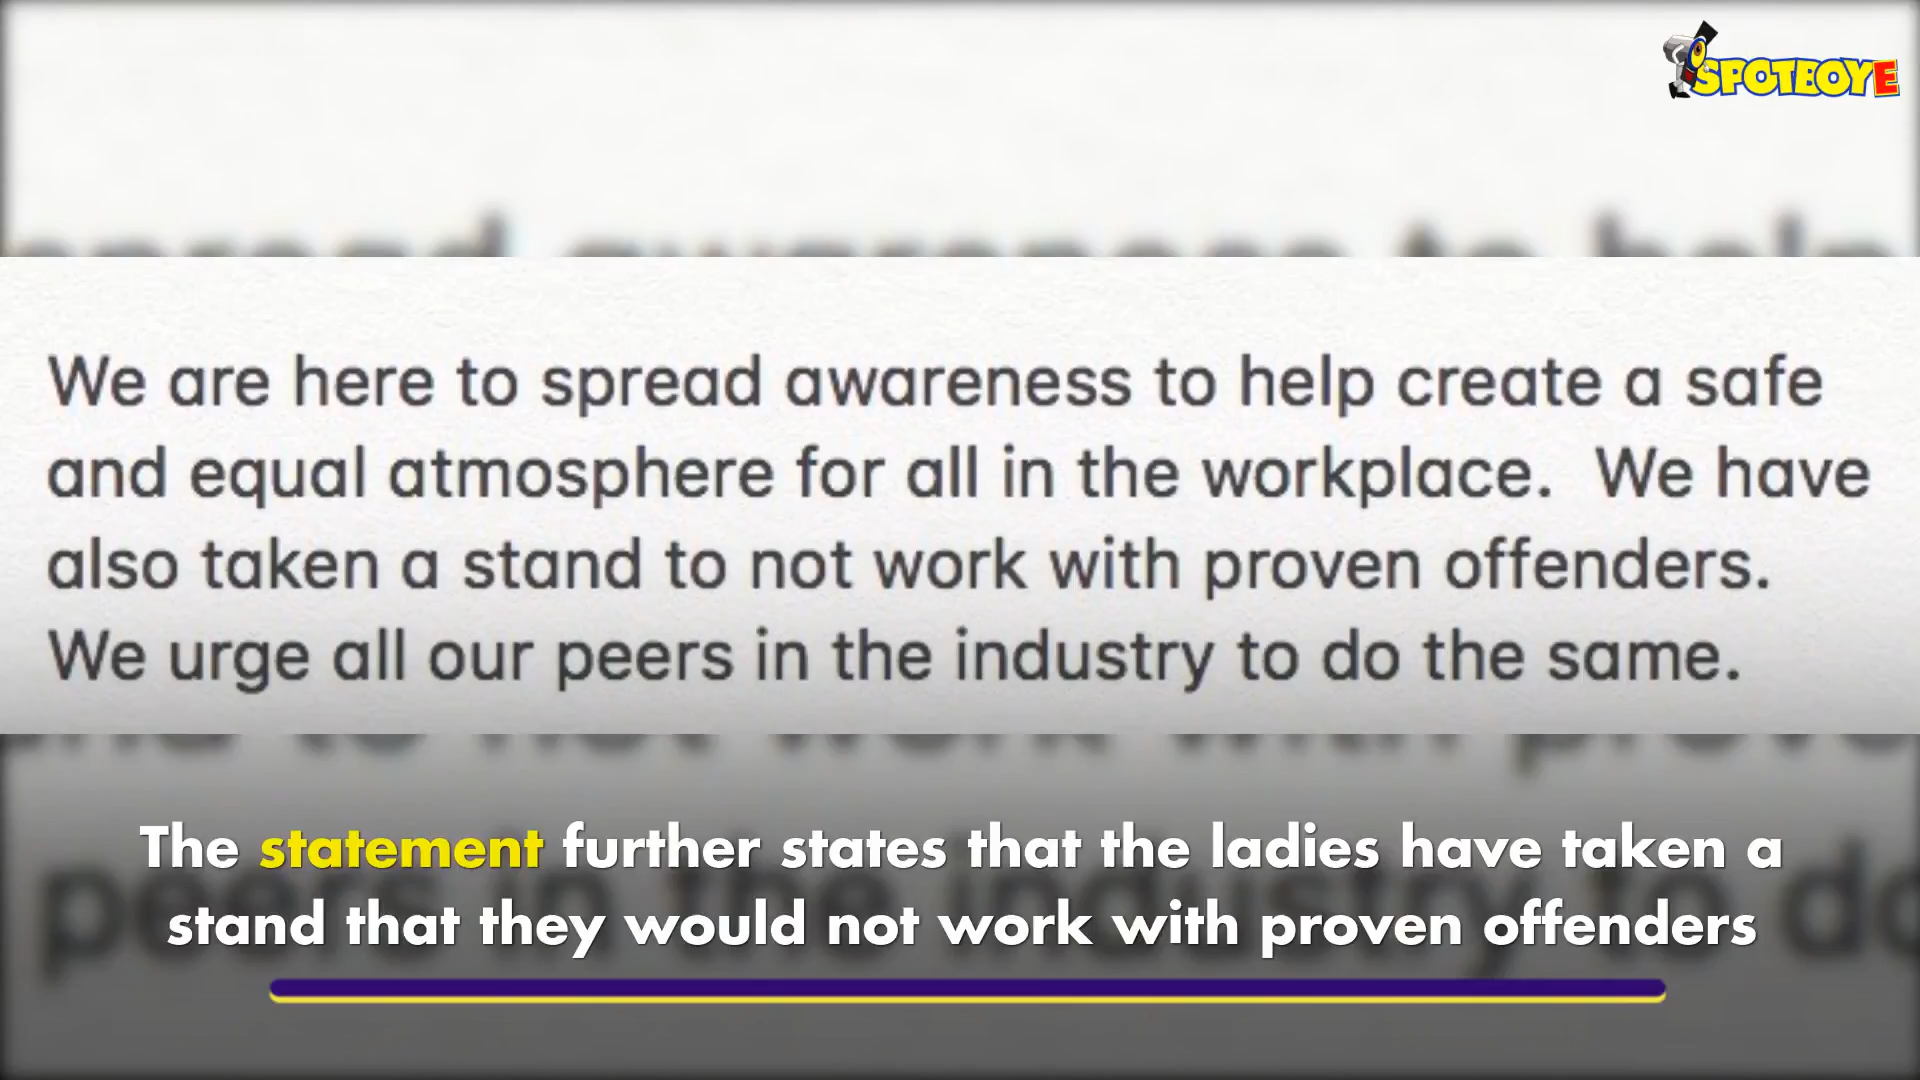 SPOTBOYE
We are here to spread awareness to help create a safe
and equal atmosphere for all in the workplace.  We have
also taken a stand to not work with proven offenders.
We urge all our peers in the industry to do the same.
The statement further states that the ladies have taken a
stand that they would not work with proven offenders